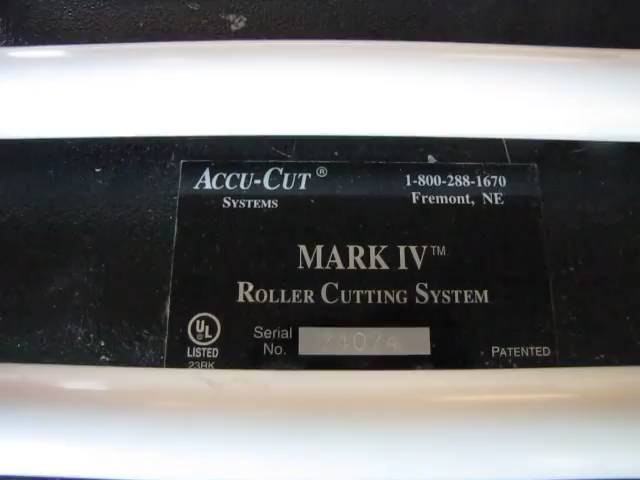 ACCU-CUT®
SYSTEMS
1-800-288-1670
Fremont, NE
MARK IV™
ROLLER CUTTING SYSTEM
UL
LISTED
23RK
Serial
No.
PATENTED